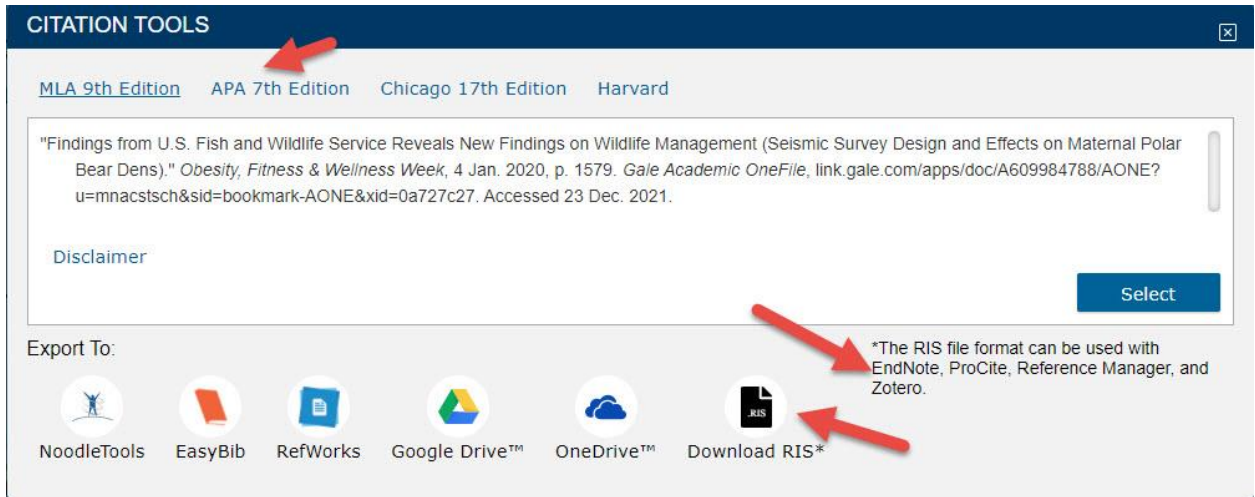 CITATION TOOLS
MLA 9th Edition APA 7th Edition Chicago 17th Edition Harvard
"Findings from U.S. Fish and Wildlife Service Reveals New Findings on Wildlife Management (Seismic Survey Design and Effects on Maternal Polar
Bear Dens)." Obesity, Fitness & Wellness Week, 4 Jan. 2020, p. 1579. Gale Academic OneFile, link.gale.com/apps/doc/A609984788/AONE?
u=mnacstsch&sid=bookmark-AONE&xid=0a727c27. Accessed 23 Dec. 2021.
Disclaimer
Select
Export To:
*The RIS file format can be used with
EndNote, ProCite, Reference Manager, and
Zotero.
.RIS
NoodleTools EasyBib RefWorks Google Drive™ OneDrive™ Download RIS*